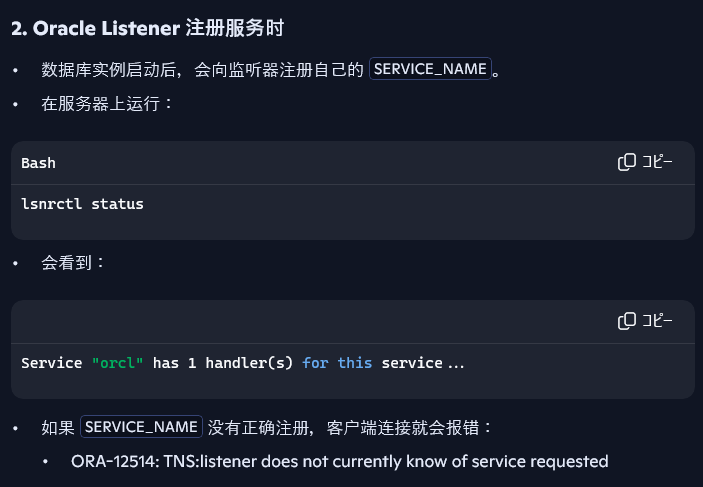 2. Oracle Listener 注册服务时
• 数据库实例启动后，会向监听器注册自己的 SERVICE_NAME。
• 在服务器上运行：
Bash
コピー
lsnrctl status
• 会看到：
コピー
Service "orcl" has 1 handler(s) for this service...
• 如果 SERVICE_NAME 没有正确注册，客户端连接就会报错：
• ORA-12514: TNS:listener does not currently know of service requested